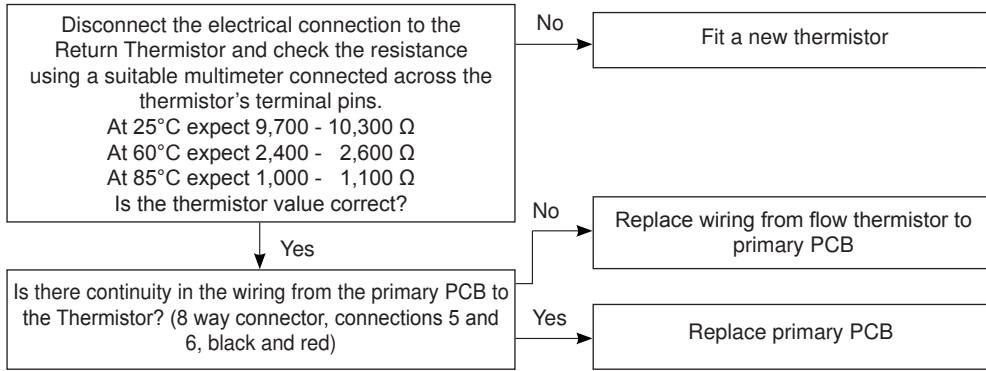 Disconnect the electrical connection to the
Return Thermistor and check the resistance
using a suitable multimeter connected across the
thermistor's terminal pins.
At 25°C expect 9,700 - 10,300 Ω
At 60°C expect 2,400 - 2,600 Ω
At 85°C expect 1,000 - 1,100 Ω
Is the thermistor value correct?
No
Fit a new thermistor
Yes
Is there continuity in the wiring from the primary PCB to
the Thermistor? (8 way connector, connections 5 and
6, black and red)
No
Replace wiring from flow thermistor to
primary PCB
Yes
Replace primary PCB